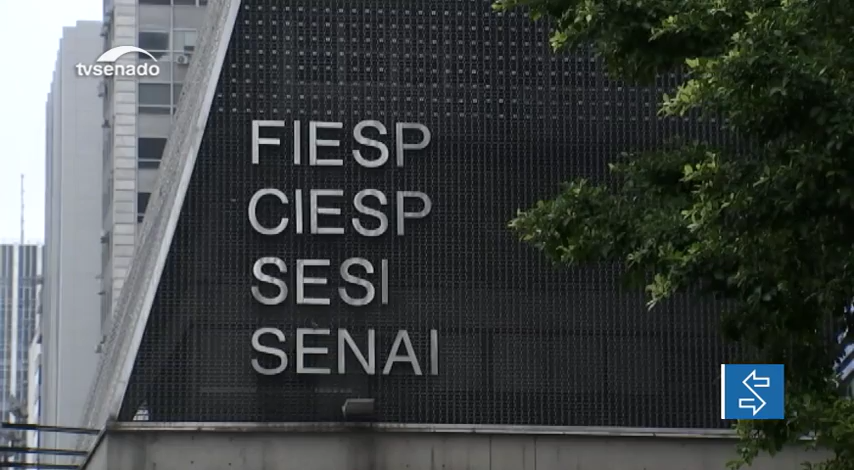 tvsenado
FIESP
CIESP
SESI
SENAI